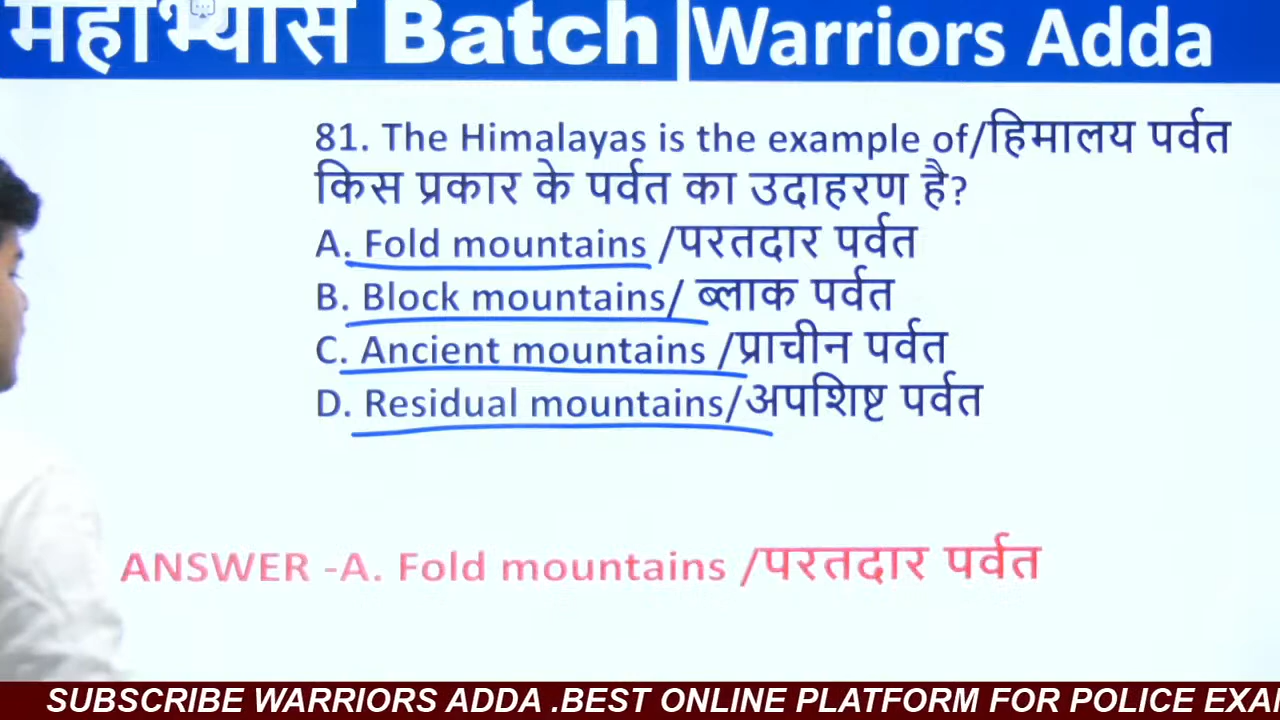 महाभ्यास Batch Warriors Adda
81. The Himalayas is the example of/हिमालय पर्वत
किस प्रकार के पर्वत का उदाहरण है?
A. Fold mountains /परतदार पर्वत
B. Block mountains/ ब्लाक पर्वत
C. Ancient mountains /प्राचीन पर्वत
D. Residual mountains/अपशिष्ट पर्वत
ANSWER -A. Fold mountains /परतदार पर्वत
SUBSCRIBE WARRIORS ADDA .BEST ONLINE PLATFORM FOR POLICE